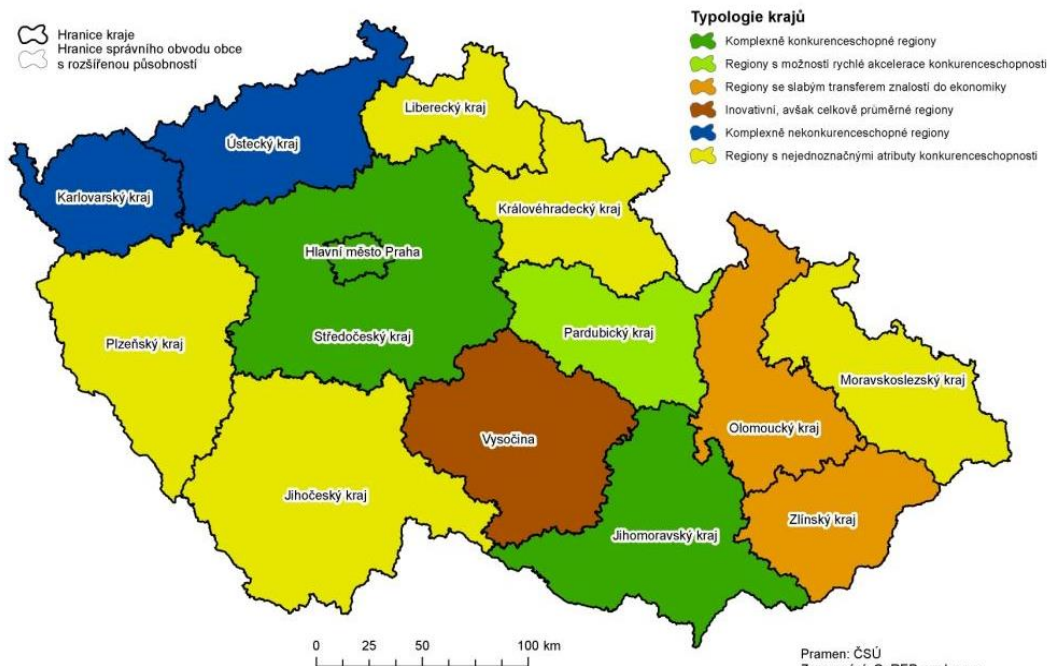 Hranice kraje
Hranice správního obvodu obce
s rozšířenou působností
Typologie krajů
Komplexně konkurenceschopné regiony
Regiony s možností rychlé akcelerace konkurenceschopnosti
Regiony se slabým transferem znalostí do ekonomiky
Inovativní, avšak celkově průměrné regiony
Komplexně nekonkurenceschopné regiony
Regiony s nejednoznačnými atributy konkurenceschopnosti
Liberecký kraj
Ústecký kraj
Karlovarský kraj
Královéhradecký kraj
Hlavní město Praha
Středočeský kraj
Pardubický kraj
Plzeňský kraj
Moravskoslezský kraj
Olomoucký kraj
Vysočina
Jihočeský kraj
Zlínský kraj
Jihomoravský kraj
0 25 50 100 km
Pramen: ČSÚ